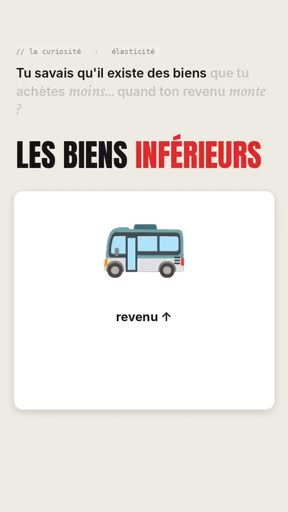 // la curiosité · élasticité
Tu savais qu'il existe des biens que tu
achètes moins... quand ton revenu monte
?
LES BIENS INFÉRIEURS
revenu ↑